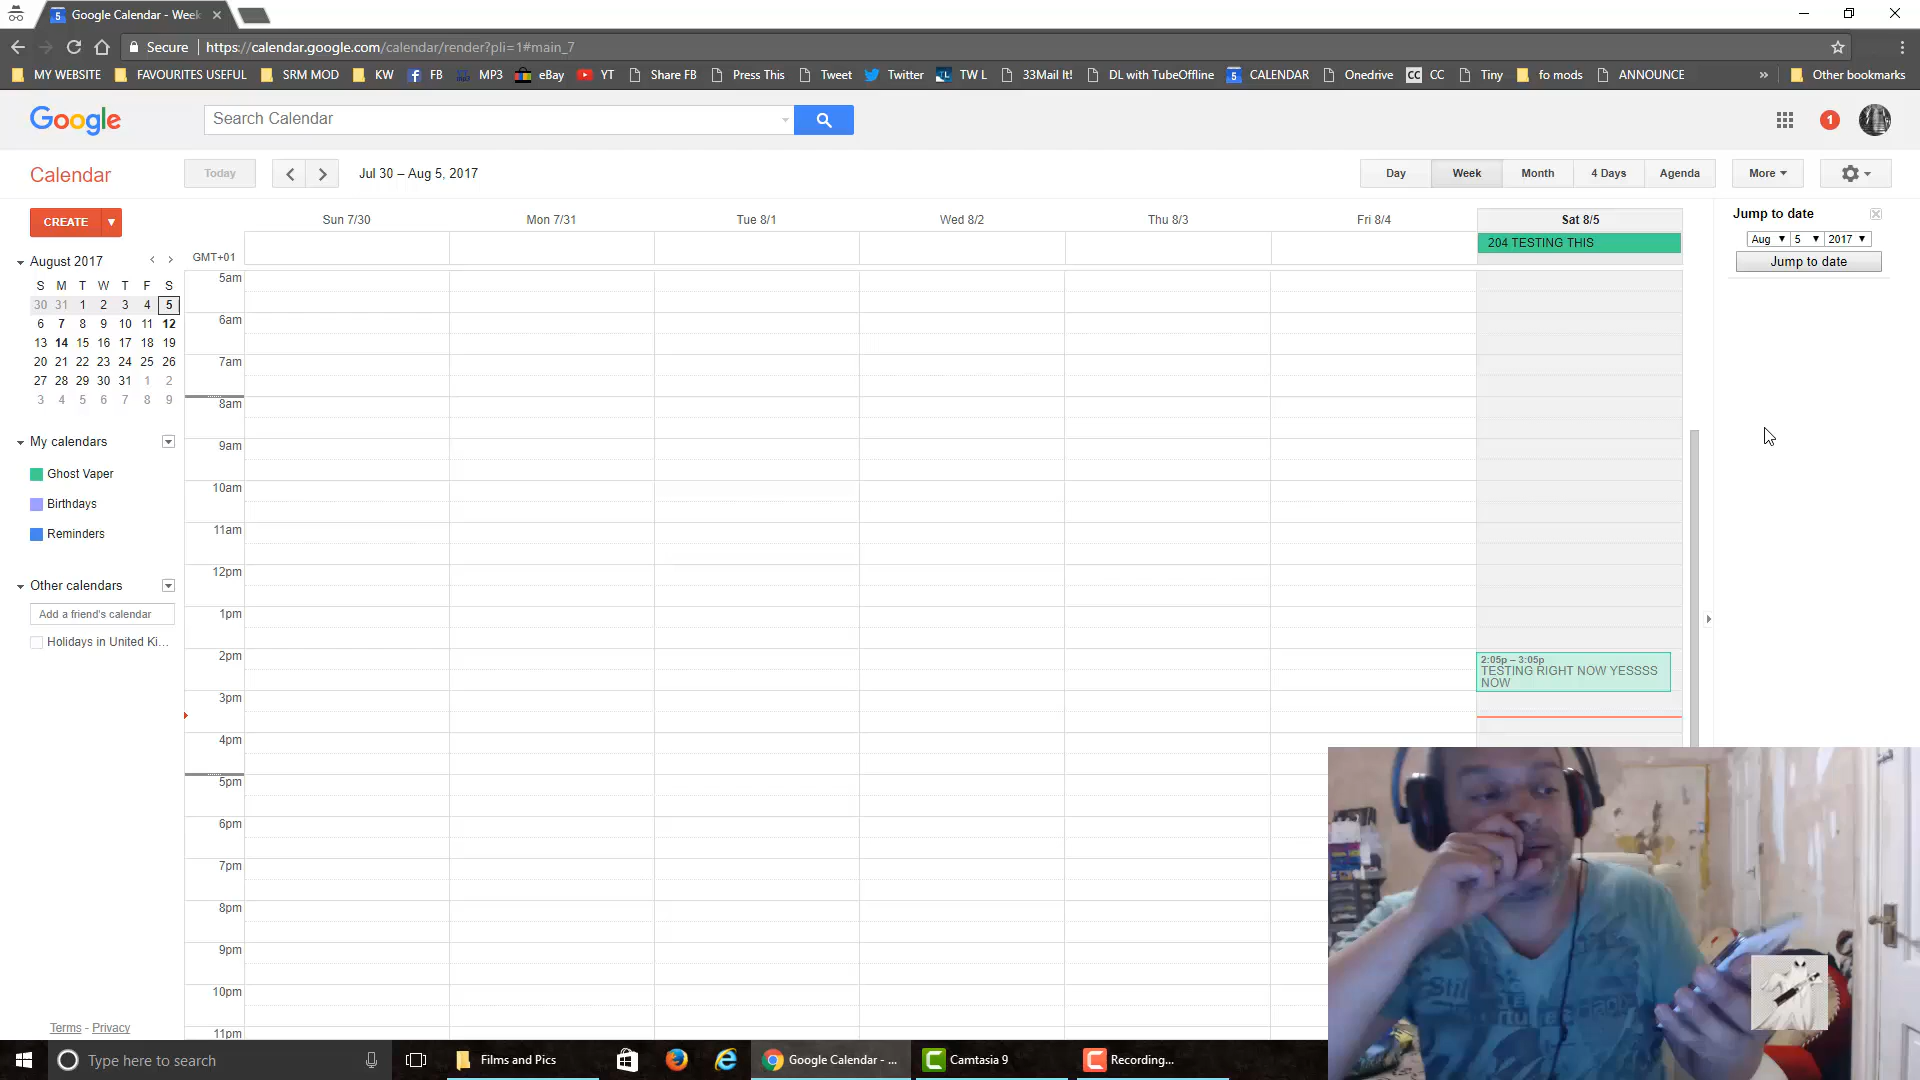 Google Calendar - Week
Secure
https://calendar.google.com/calendar/render?pli=1#main_7
MY WEBSITE
FAVOURITES USEFUL
SRM MOD
KW
FB
MP3
eBay
YT
Share FB
Press This
Tweet
Twitter
TW L
33Mail It!
DL with TubeOffline
CALENDAR
Onedrive
CC
CC
Tiny
fo mods
ANNOUNCE
»
Other bookmarks
Google
Search Calendar
1
Calendar
Today
Jul 30 – Aug 5, 2017
Day
Week
Month
4 Days
Agenda
More
CREATE
August 2017
S M T W T F S
30 31 1 2 3 4 5
6 7 8 9 10 11 12
13 14 15 16 17 18 19
20 21 22 23 24 25 26
27 28 29 30 31 1 2
3 4 5 6 7 8 9
My calendars
Ghost Vaper
Birthdays
Reminders
Other calendars
Add a friend's calendar
Holidays in United Ki...
Terms - Privacy
Sun 7/30
Mon 7/31
Tue 8/1
Wed 8/2
Thu 8/3
Fri 8/4
Sat 8/5
GMT+01
204 TESTING THIS
5am
6am
7am
8am
9am
10am
11am
12pm
1pm
2pm
3pm
4pm
5pm
6pm
7pm
8pm
9pm
10pm
11pm
2:05p – 3:05p
TESTING RIGHT NOW YESSSS
NOW
Jump to date
Aug
5
2017
Jump to date
Type here to search
Films and Pics
Google Calendar - ...
Camtasia 9
Recording...